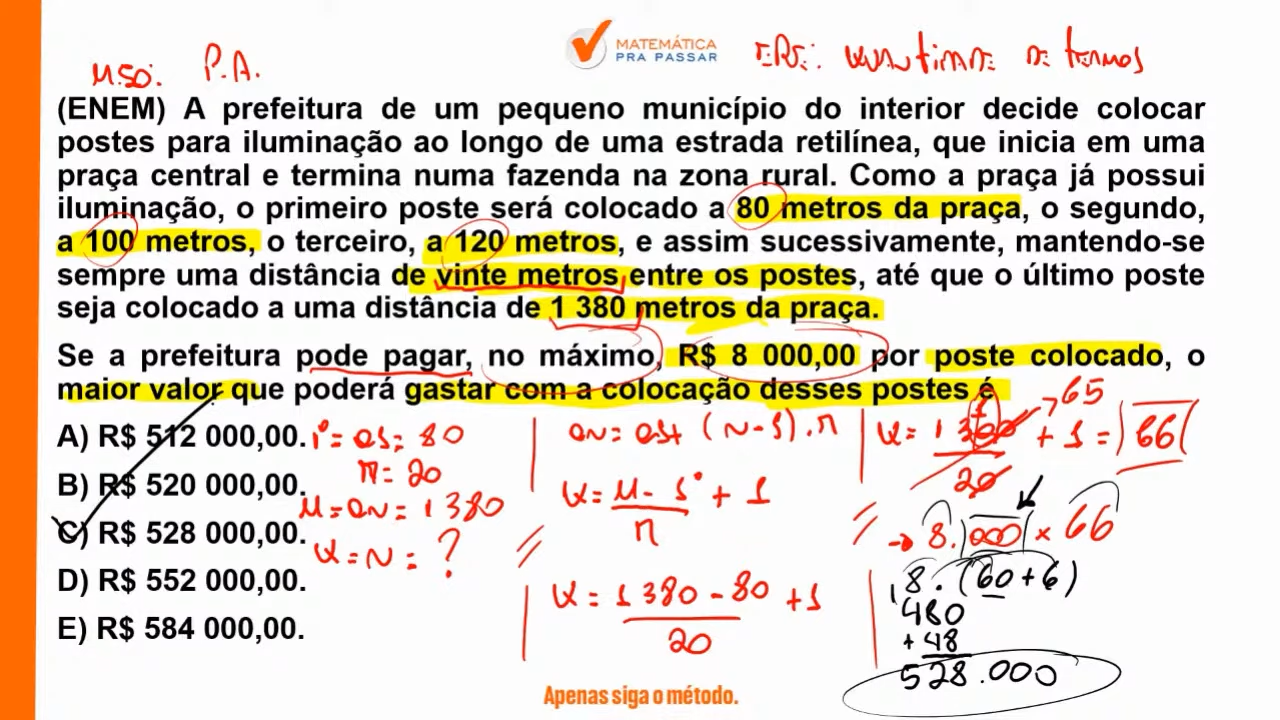 MATEMÁTICA
PRA PASSAR
P.A.
(ENEM) A prefeitura de um pequeno município do interior decide colocar
postes para iluminação ao longo de uma estrada retilínea, que inicia em uma
praça central e termina numa fazenda na zona rural. Como a praça já possui
iluminação, o primeiro poste será colocado a 80 metros da praça, o segundo,
a 100 metros, o terceiro, a 120 metros, e assim sucessivamente, mantendo-se
sempre uma distância de vinte metros entre os postes, até que o último poste
seja colocado a uma distância de 1 380 metros da praça.
Se a prefeitura pode pagar, no máximo, R$ 8 000,00 por poste colocado, o
maior valor que poderá gastar com a colocação desses postes é
A) R$ 512 000,00.
B) R$ 520 000,00.
C) R$ 528 000,00.
D) R$ 552 000,00.
E) R$ 584 000,00.
= 80
= 20
= 1380
= ?
+ 1
1380 - 80 + 1
20
65
+ 1 = 66
20
8.000 × 66
8.(60+6)
480
+ 48
528.000
Apenas siga o método.